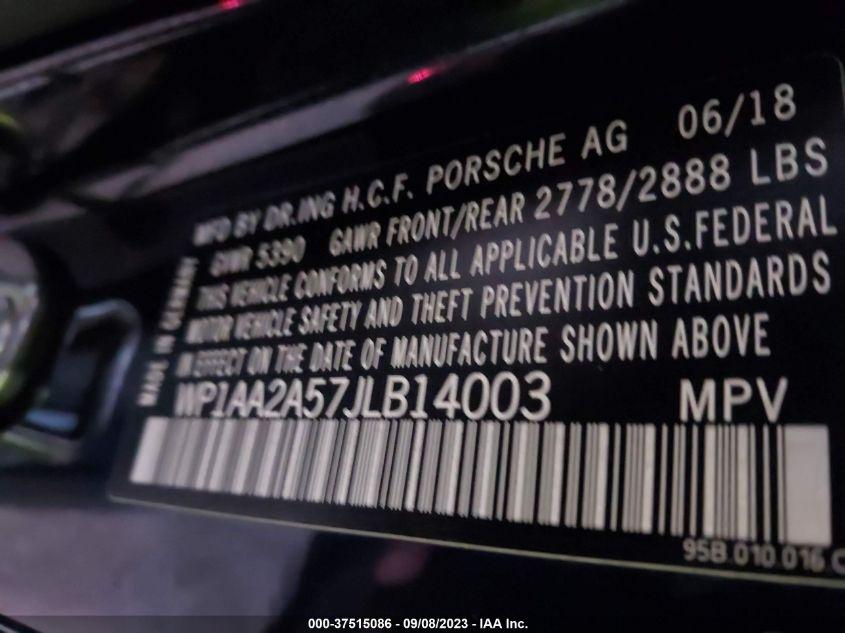 MFD BY DR.ING H.C.F. PORSCHE AG 06/18
GVWR 5390 GAWR FRONT/REAR 2778/2888 LBS
THIS VEHICLE CONFORMS TO ALL APPLICABLE U.S.FEDERAL
MOTOR VEHICLE SAFETY AND THEFT PREVENTION STANDARDS
IN EFFECT ON THE DATE OF MANUFACTURE SHOWN ABOVE
WP1AA2A57JLB14003 MPV
MADE IN GERMANY
95B.010.016.C
000-37515086 - 09/08/2023 - IAA Inc.